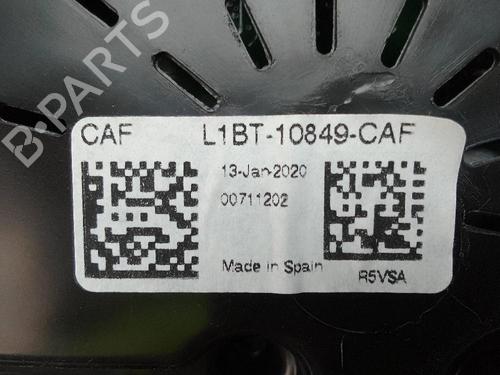 B-PARTS
CAF L1BT-10849-CAF
13-Jan-2020
00711202
Made in Spain
R5VSA